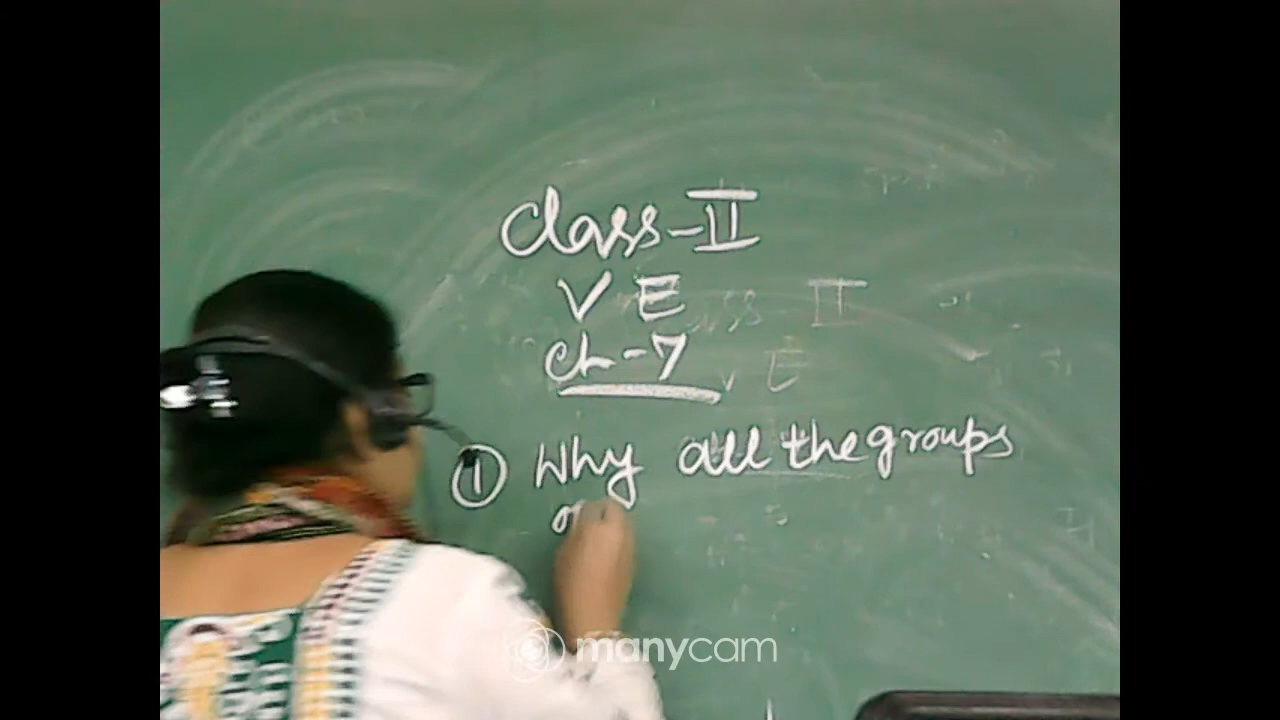 Class-II
V E
Ch-7
① Why all the groups
manycam